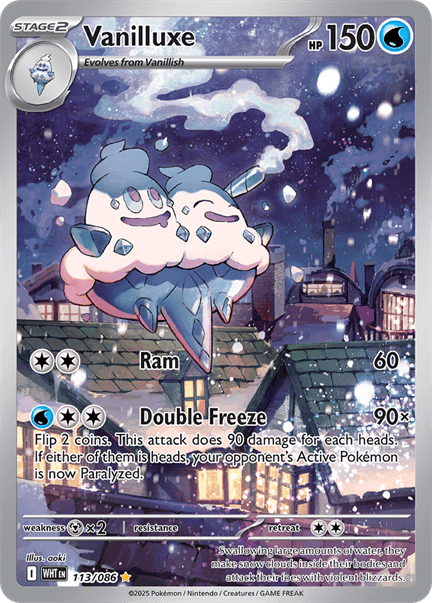 STAGE2 Vanilluxe HP 150
Evolves from Vanillish
Ram 60
Double Freeze 90×
Flip 2 coins. This attack does 90 damage for each heads.
If either of them is heads, your opponent's Active Pokémon
is now Paralyzed.
weakness ×2 resistance retreat
Illus. aoki
I WHT EN 113/086
Swallowing large amounts of water, they
make snow clouds inside their bodies and
attack their foes with violent blizzards.
©2025 Pokémon / Nintendo / Creatures / GAME FREAK